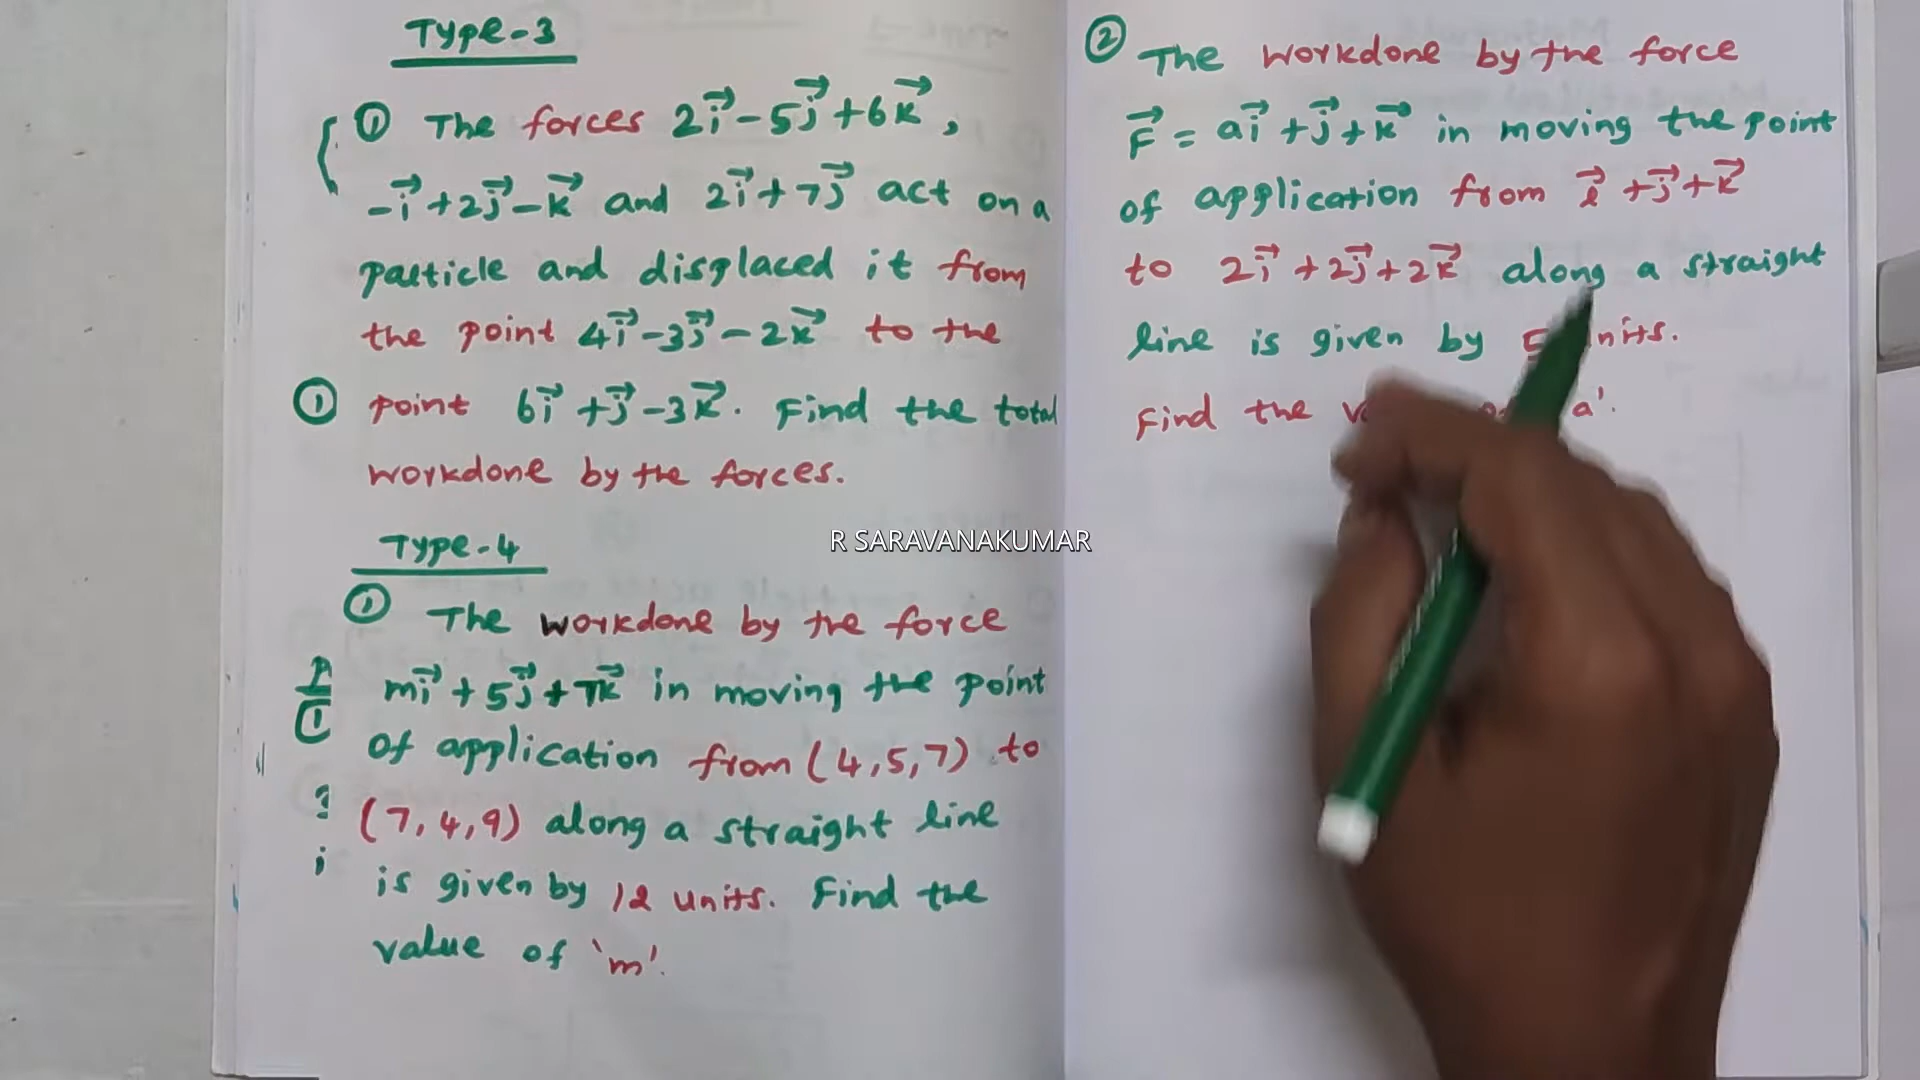 Type-3
① The forces 2i⃗ - 5j⃗ + 6k⃗,
-i⃗ + 2j⃗ - k⃗ and 2i⃗ + 7j⃗ act on a
particle and displaced it from
the point 4i⃗ - 3j⃗ - 2k⃗ to the
① point 6i⃗ + j⃗ - 3k⃗. Find the total
workdone by the forces.
Type-4
① The workdone by the force
mi⃗ + 5j⃗ + 7k⃗ in moving the point
of application from (4,5,7) to
(7,4,9) along a straight line
is given by 12 units. Find the
value of 'm'.
② The workdone by the force
F⃗ = ai⃗ + j⃗ + k⃗ in moving the point
of application from i⃗ + j⃗ + k⃗
to 2i⃗ + 2j⃗ + 2k⃗ along a straight
line is given by 5
Find the a'.
R SARAVANAKUMAR